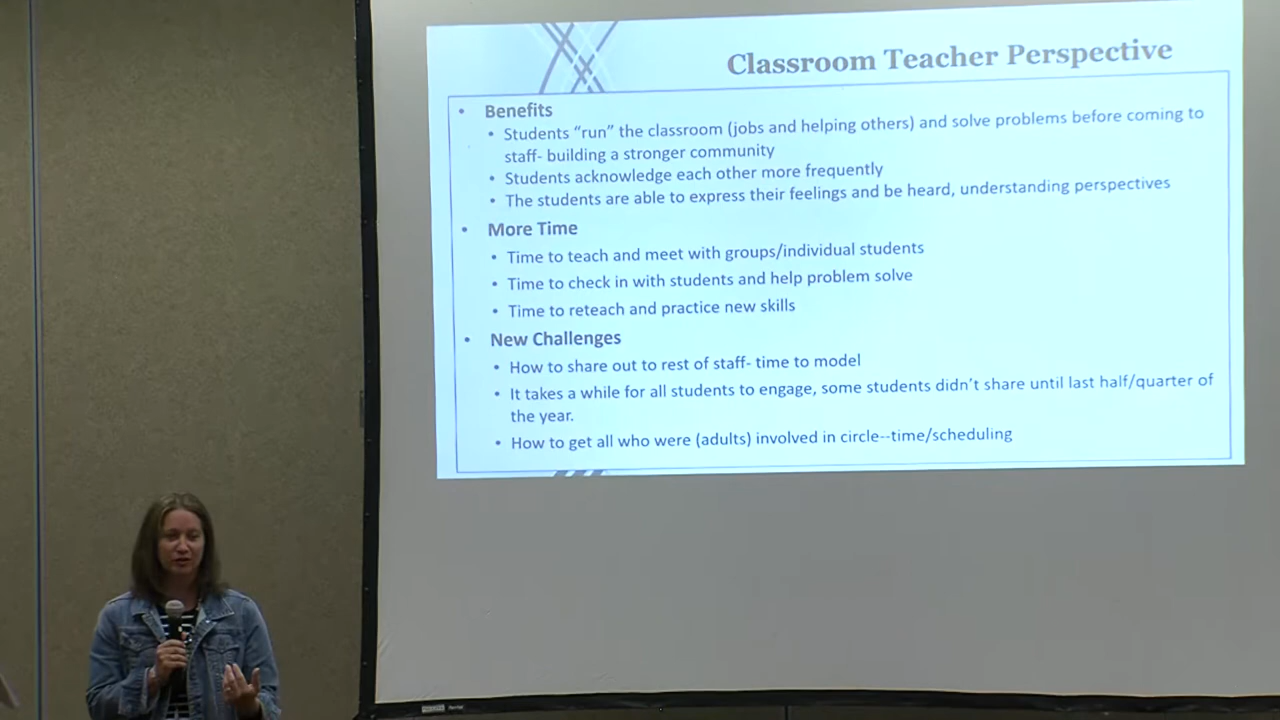 Classroom Teacher Perspective
• Benefits
• Students “run” the classroom (jobs and helping others) and solve problems before coming to
staff- building a stronger community
• Students acknowledge each other more frequently
• The students are able to express their feelings and be heard, understanding perspectives
• More Time
• Time to teach and meet with groups/individual students
• Time to check in with students and help problem solve
• Time to reteach and practice new skills
• New Challenges
• How to share out to rest of staff- time to model
• It takes a while for all students to engage, some students didn’t share until last half/quarter of
the year.
• How to get all who were (adults) involved in circle--time/scheduling